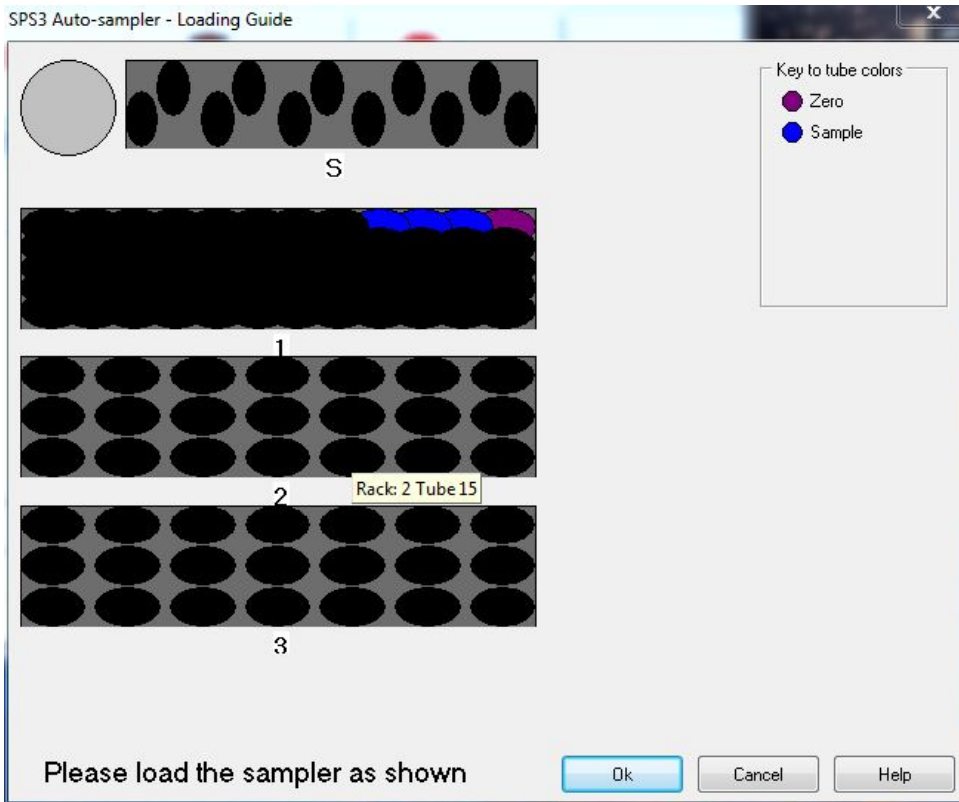 SPS3 Auto-sampler - Loading Guide
X
Key to tube colors
Zero
Sample
S
1
2
Rack: 2 Tube 15
3
Please load the sampler as shown
Ok
Cancel
Help